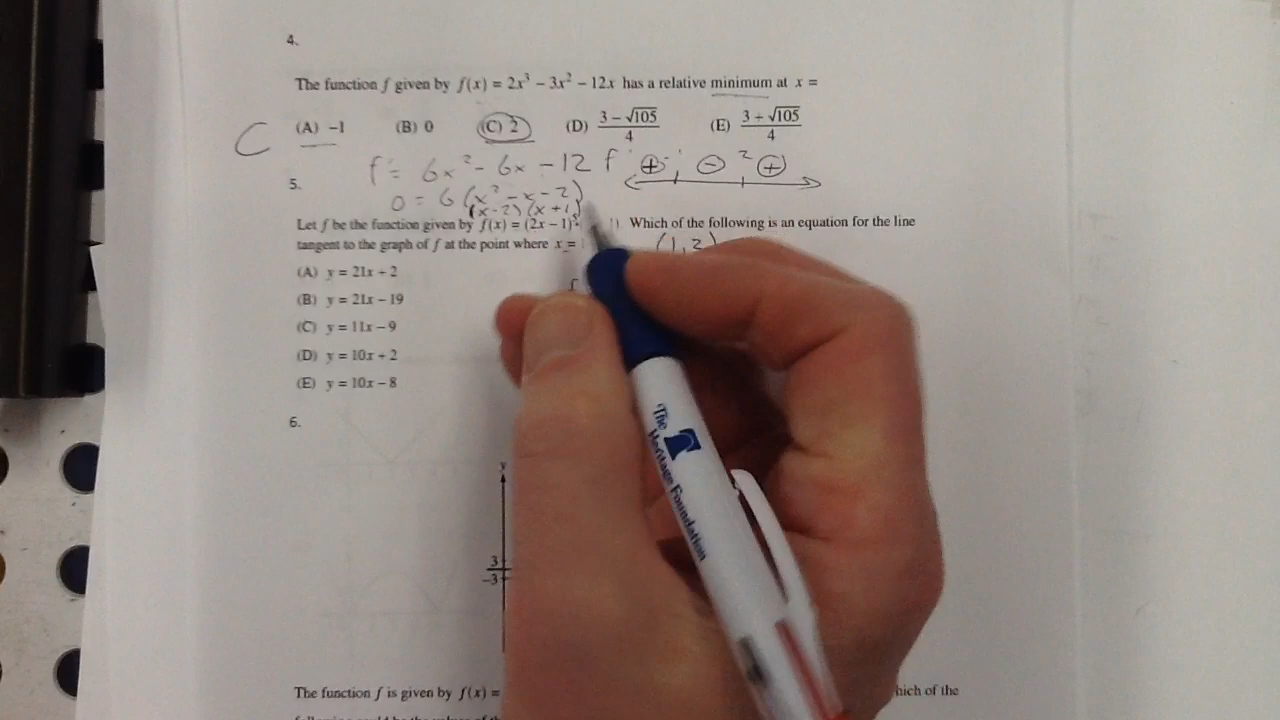 4.
The function f given by f(x) = 2x³ − 3x² − 12x has a relative minimum at x =
C (A) −1 (B) 0 (C) 2 (D) (3 − √105)/4 (E) (3 + √105)/4
f' = 6x² − 6x − 12 f' + −1 − 2 +
5.
0 = 6(x² − x − 2)
(x−2)(x+1)
Let f be the function given by f(x) = (2x − 1) Which of the following is an equation for the line
tangent to the graph of f at the point where x = (1,2)
(A) y = 21x + 2
(B) y = 21x − 19
(C) y = 11x − 9
(D) y = 10x + 2
(E) y = 10x − 8
6.
y
3
−3
The Heritage Foundation
The function f is given by f(x) = hich of the